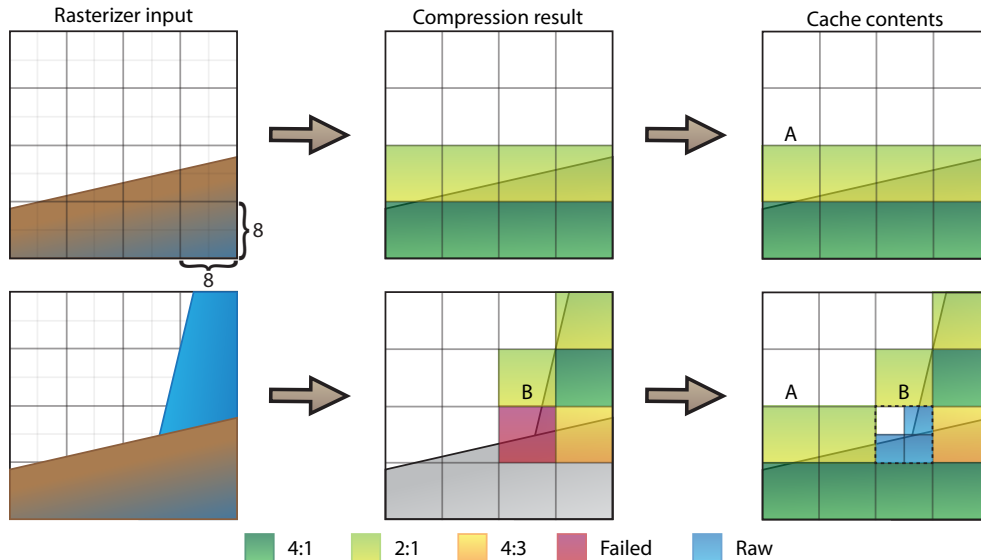 Rasterizer input
Compression result
Cache contents
A
8
8
B
A
B
4:1
2:1
4:3
Failed
Raw